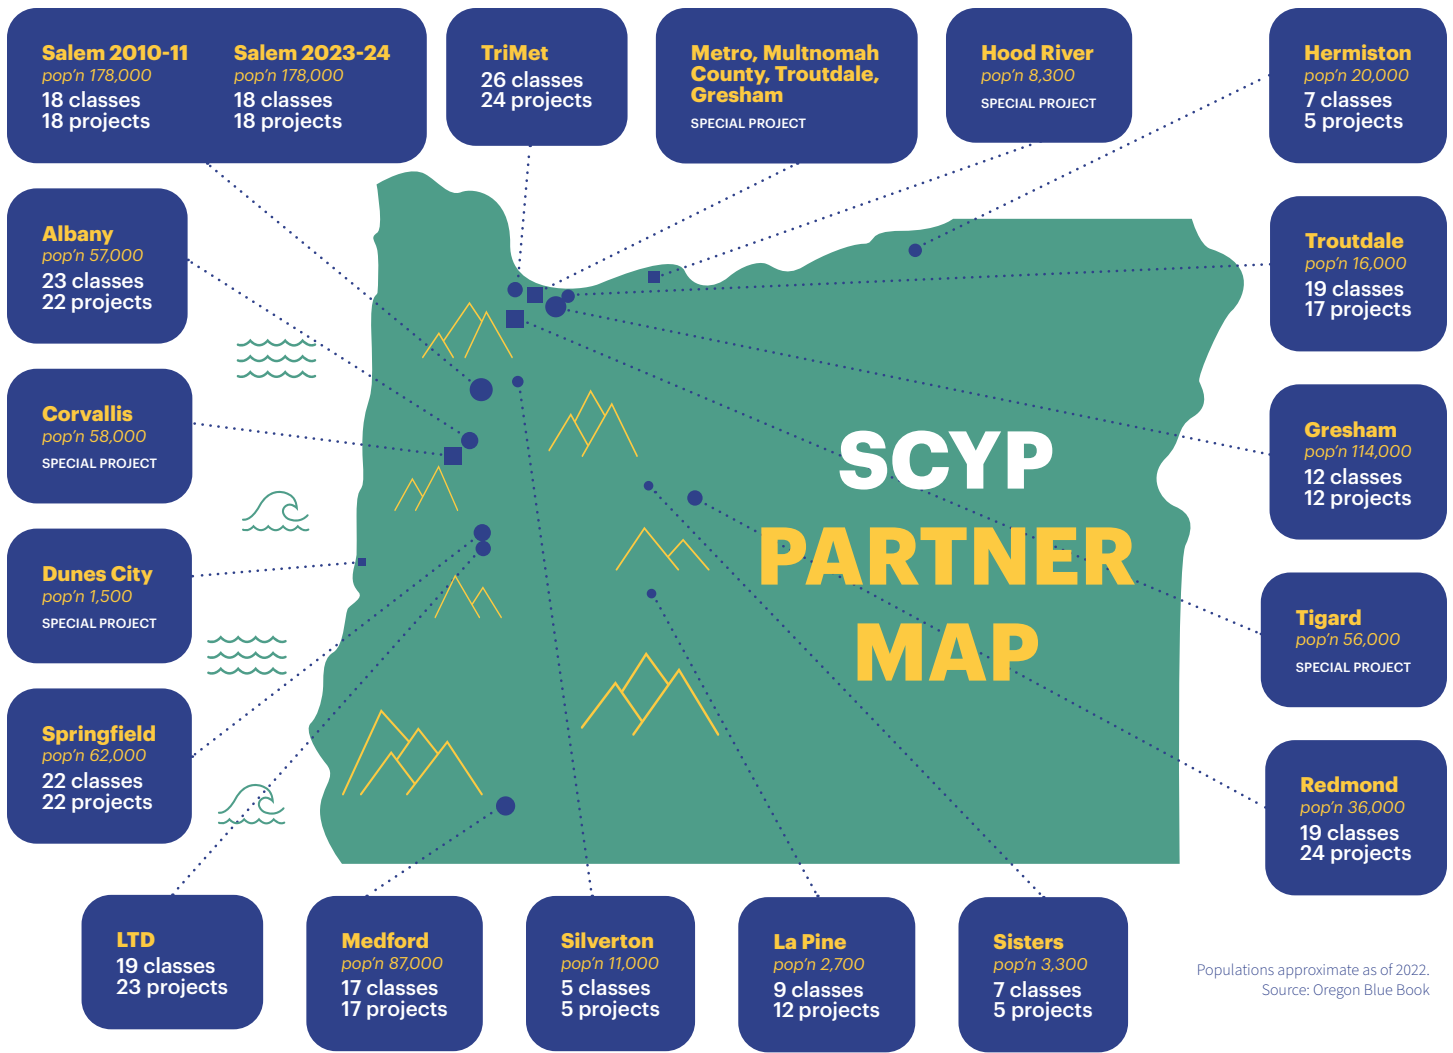 Salem 2010-11
pop'n 178,000
18 classes
18 projects
Salem 2023-24
pop'n 178,000
18 classes
18 projects
TriMet
26 classes
24 projects
Metro, Multnomah
County, Troutdale,
Gresham
SPECIAL PROJECT
Hood River
pop'n 8,300
SPECIAL PROJECT
Hermiston
pop'n 20,000
7 classes
5 projects
Albany
pop'n 57,000
23 classes
22 projects
Troutdale
pop'n 16,000
19 classes
17 projects
Corvallis
pop'n 58,000
SPECIAL PROJECT
Gresham
pop'n 114,000
12 classes
12 projects
SCYP
PARTNER
MAP
Dunes City
pop'n 1,500
SPECIAL PROJECT
Tigard
pop'n 56,000
SPECIAL PROJECT
Springfield
pop'n 62,000
22 classes
22 projects
Redmond
pop'n 36,000
19 classes
24 projects
LTD
19 classes
23 projects
Medford
pop'n 87,000
17 classes
17 projects
Silverton
pop'n 11,000
5 classes
5 projects
La Pine
pop'n 2,700
9 classes
12 projects
Sisters
pop'n 3,300
7 classes
5 projects
Populations approximate as of 2022.
Source: Oregon Blue Book